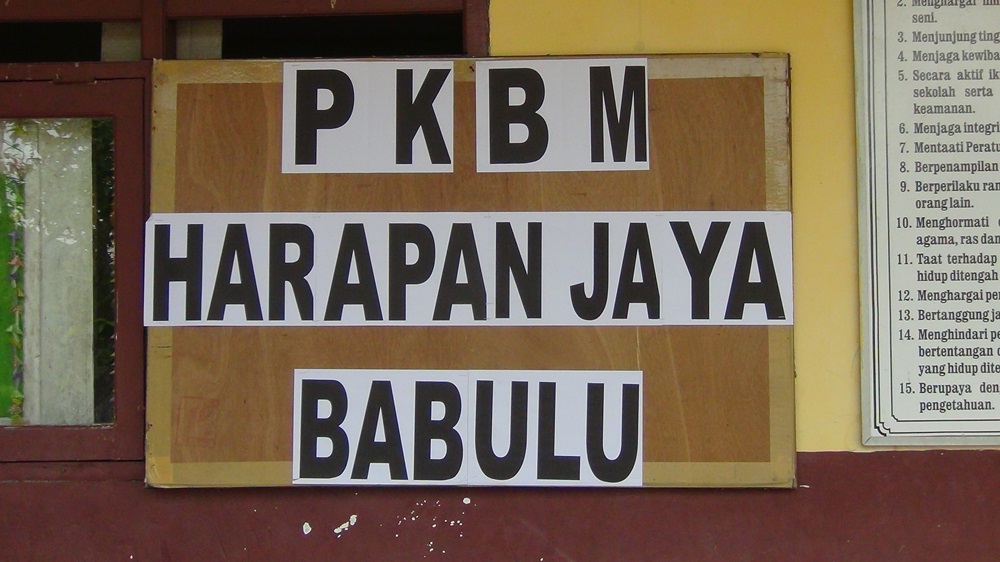 P K B M
HARAPAN JAYA
BABULU
2. Menghargai
seni.
3. Menjunjung
4. Menjaga
5. Secara aktif
sekolah serta
keamanan.
6. Menjaga
7. Mentaati
8. Berpenampilan
9. Berperilaku
orang lain.
10. Menghormati
agama, ras dan
11. Taat terhadap
hidup ditengah
12. Menghargai
13. Bertanggung
14. Menghindari
bertentangan
yang hidup
15. Berupaya
pengetahuan.